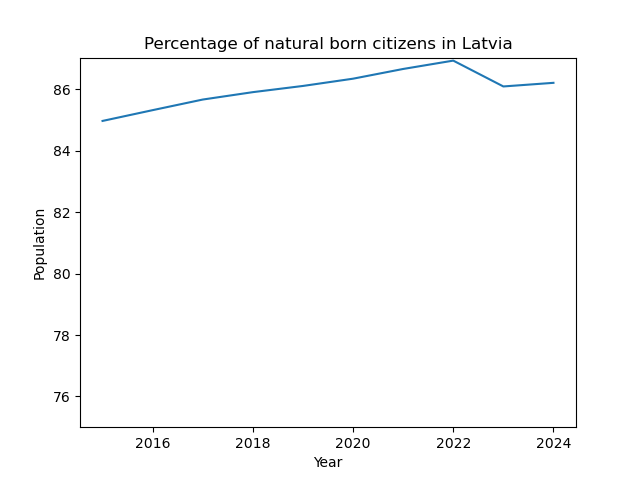 Percentage of natural born citizens in Latvia
86
84
82
80
78
76
Population
2016 2018 2020 2022 2024
Year